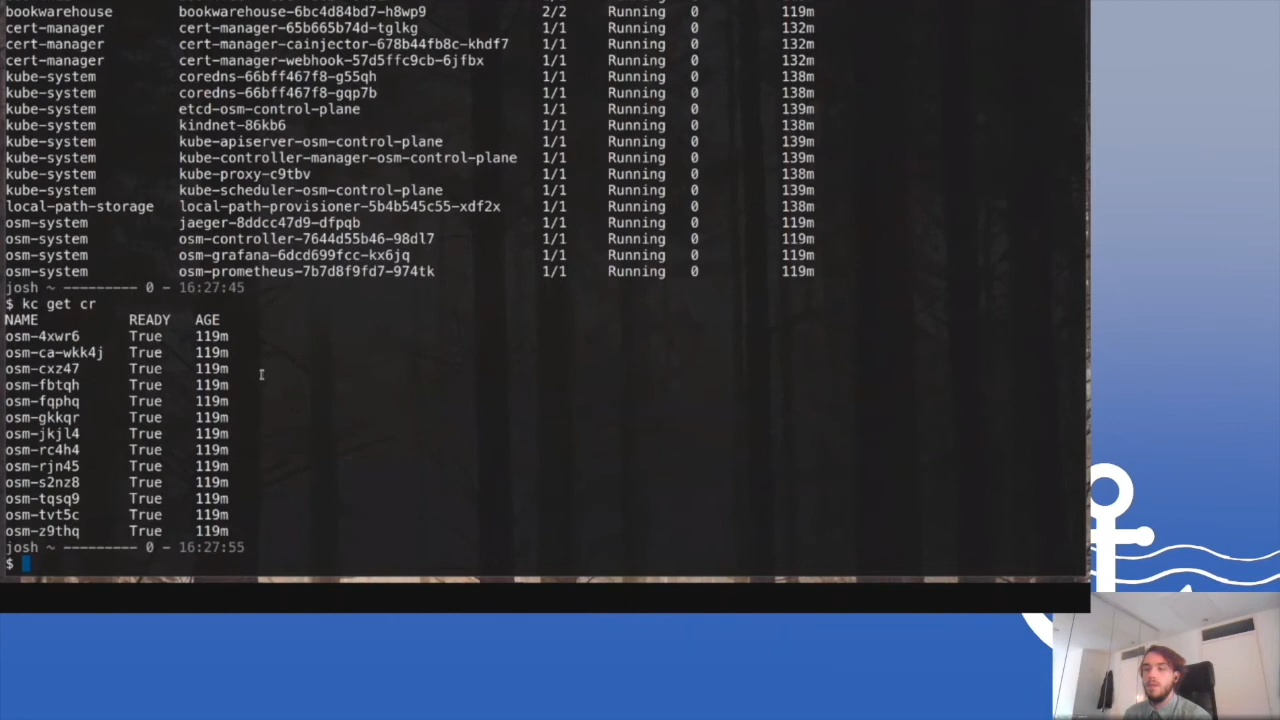 bookwarehouse bookwarehouse-6bc4d84bd7-h8wp9 2/2 Running 0 119m
cert-manager cert-manager-65b665b74d-tglkg 1/1 Running 0 132m
cert-manager cert-manager-cainjector-678b44fb8c-khdf7 1/1 Running 0 132m
cert-manager cert-manager-webhook-57d5ffc9cb-6jfbx 1/1 Running 0 132m
kube-system coredns-66bff467f8-g55qh 1/1 Running 0 138m
kube-system coredns-66bff467f8-gqp7b 1/1 Running 0 138m
kube-system etcd-osm-control-plane 1/1 Running 0 139m
kube-system kindnet-86kb6 1/1 Running 0 138m
kube-system kube-apiserver-osm-control-plane 1/1 Running 0 139m
kube-system kube-controller-manager-osm-control-plane 1/1 Running 0 139m
kube-system kube-proxy-c9tbv 1/1 Running 0 138m
kube-system kube-scheduler-osm-control-plane 1/1 Running 0 139m
local-path-storage local-path-provisioner-5b4b545c55-xdf2x 1/1 Running 0 138m
osm-system jaeger-8ddcc47d9-dfpqb 1/1 Running 0 119m
osm-system osm-controller-7644d55b46-98dl7 1/1 Running 0 119m
osm-system osm-grafana-6dcd699fcc-kx6jq 1/1 Running 0 119m
osm-system osm-prometheus-7b7d8f9fd7-974tk 1/1 Running 0 119m
josh ~ --------- 0 - 16:27:45
$ kc get cr
NAME READY AGE
osm-4xwr6 True 119m
osm-ca-wkk4j True 119m
osm-cxz47 True 119m
osm-fbtqh True 119m
osm-fqphq True 119m
osm-gkkqr True 119m
osm-jkjl4 True 119m
osm-rc4h4 True 119m
osm-rjn45 True 119m
osm-s2nz8 True 119m
osm-tqsq9 True 119m
osm-tvt5c True 119m
osm-z9thq True 119m
josh ~ --------- 0 - 16:27:55
$